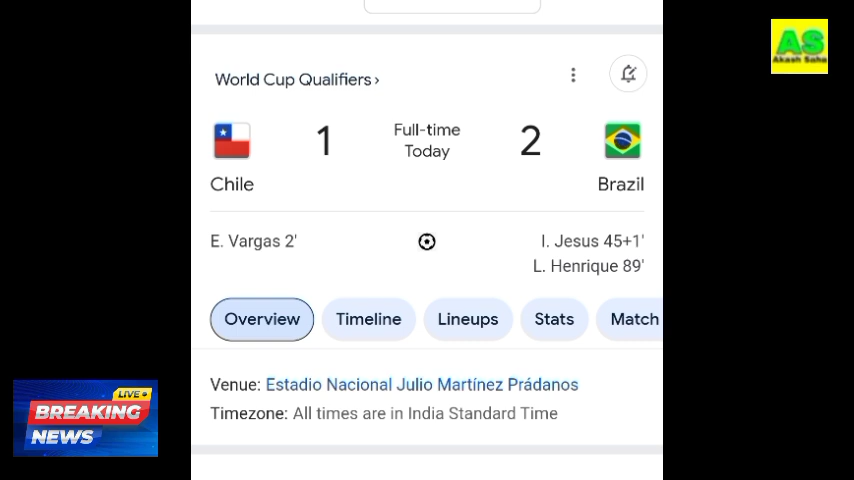 AS
Akash Saha
World Cup Qualifiers ›
1 Full-time 2
Today
Chile Brazil
E. Vargas 2' I. Jesus 45+1'
L. Henrique 89'
Overview Timeline Lineups Stats Match
Venue: Estadio Nacional Julio Martínez Prádanos
Timezone: All times are in India Standard Time
LIVE
BREAKING
NEWS